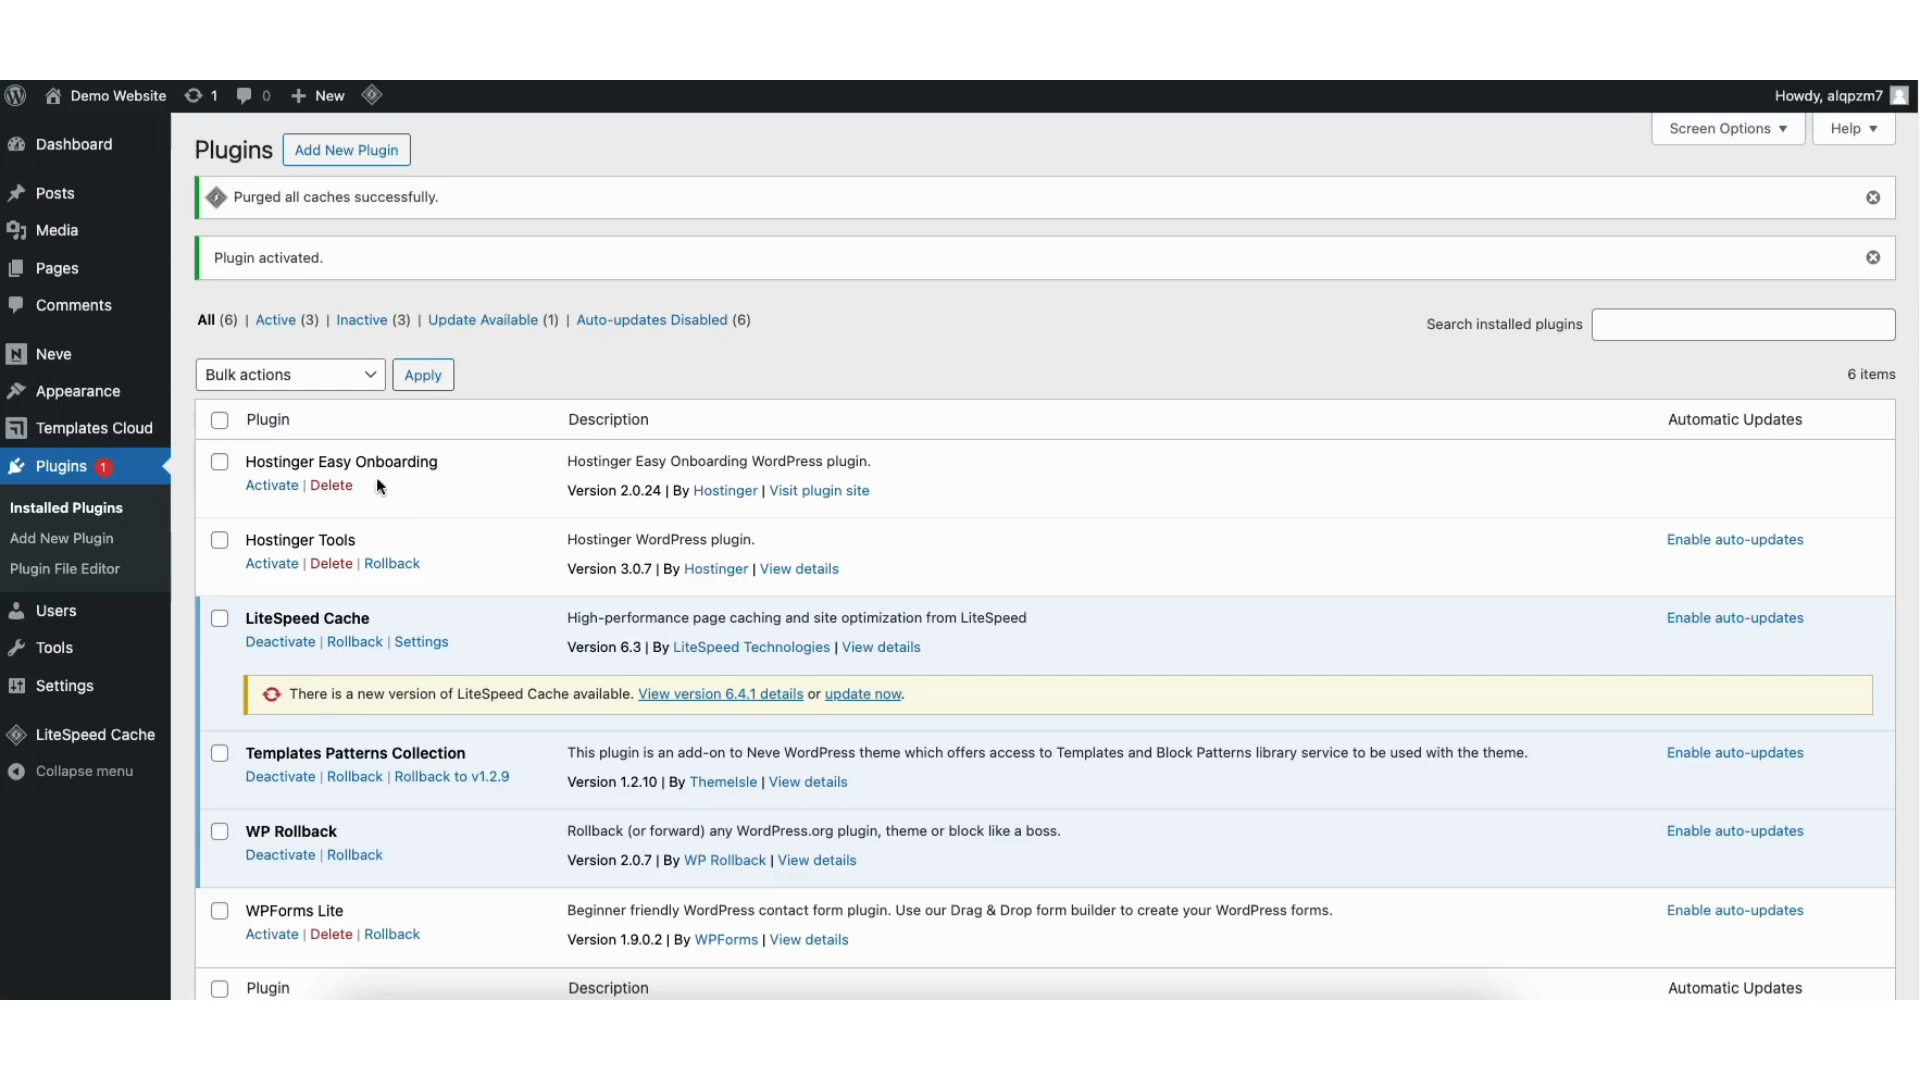 Demo Website 1 0 New Howdy, alqpzm7
Dashboard
Posts
Media
Pages
Comments
Neve
Appearance
Templates Cloud
Plugins 1
Installed Plugins
Add New Plugin
Plugin File Editor
Users
Tools
Settings
LiteSpeed Cache
Collapse menu
Screen Options Help
Plugins Add New Plugin
Purged all caches successfully.
Plugin activated.
All (6) | Active (3) | Inactive (3) | Update Available (1) | Auto-updates Disabled (6)
Search installed plugins
Bulk actions Apply
6 items
Plugin Description Automatic Updates
Hostinger Easy Onboarding
Activate | Delete
Hostinger Easy Onboarding WordPress plugin.
Version 2.0.24 | By Hostinger | Visit plugin site
Hostinger Tools
Activate | Delete | Rollback
Hostinger WordPress plugin.
Version 3.0.7 | By Hostinger | View details
Enable auto-updates
LiteSpeed Cache
Deactivate | Rollback | Settings
High-performance page caching and site optimization from LiteSpeed
Version 6.3 | By LiteSpeed Technologies | View details
Enable auto-updates
There is a new version of LiteSpeed Cache available. View version 6.4.1 details or update now.
Templates Patterns Collection
Deactivate | Rollback | Rollback to v1.2.9
This plugin is an add-on to Neve WordPress theme which offers access to Templates and Block Patterns library service to be used with the theme.
Version 1.2.10 | By ThemeIsle | View details
Enable auto-updates
WP Rollback
Deactivate | Rollback
Rollback (or forward) any WordPress.org plugin, theme or block like a boss.
Version 2.0.7 | By WP Rollback | View details
Enable auto-updates
WPForms Lite
Activate | Delete | Rollback
Beginner friendly WordPress contact form plugin. Use our Drag & Drop form builder to create your WordPress forms.
Version 1.9.0.2 | By WPForms | View details
Enable auto-updates
Plugin Description Automatic Updates